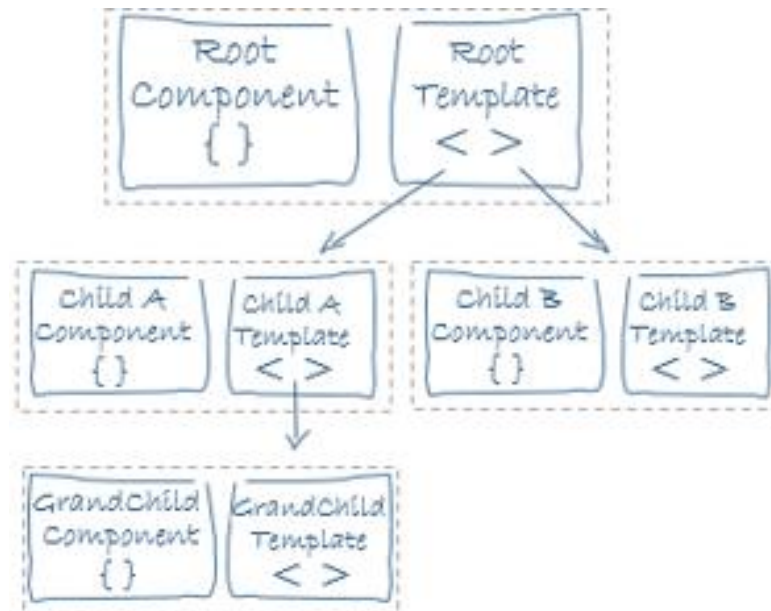 Root
Component
{ }
Root
Template
< >
Child A
Component
{ }
Child A
Template
< >
Child B
Component
{ }
Child B
Template
< >
GrandChild
Component
{ }
GrandChild
Template
< >